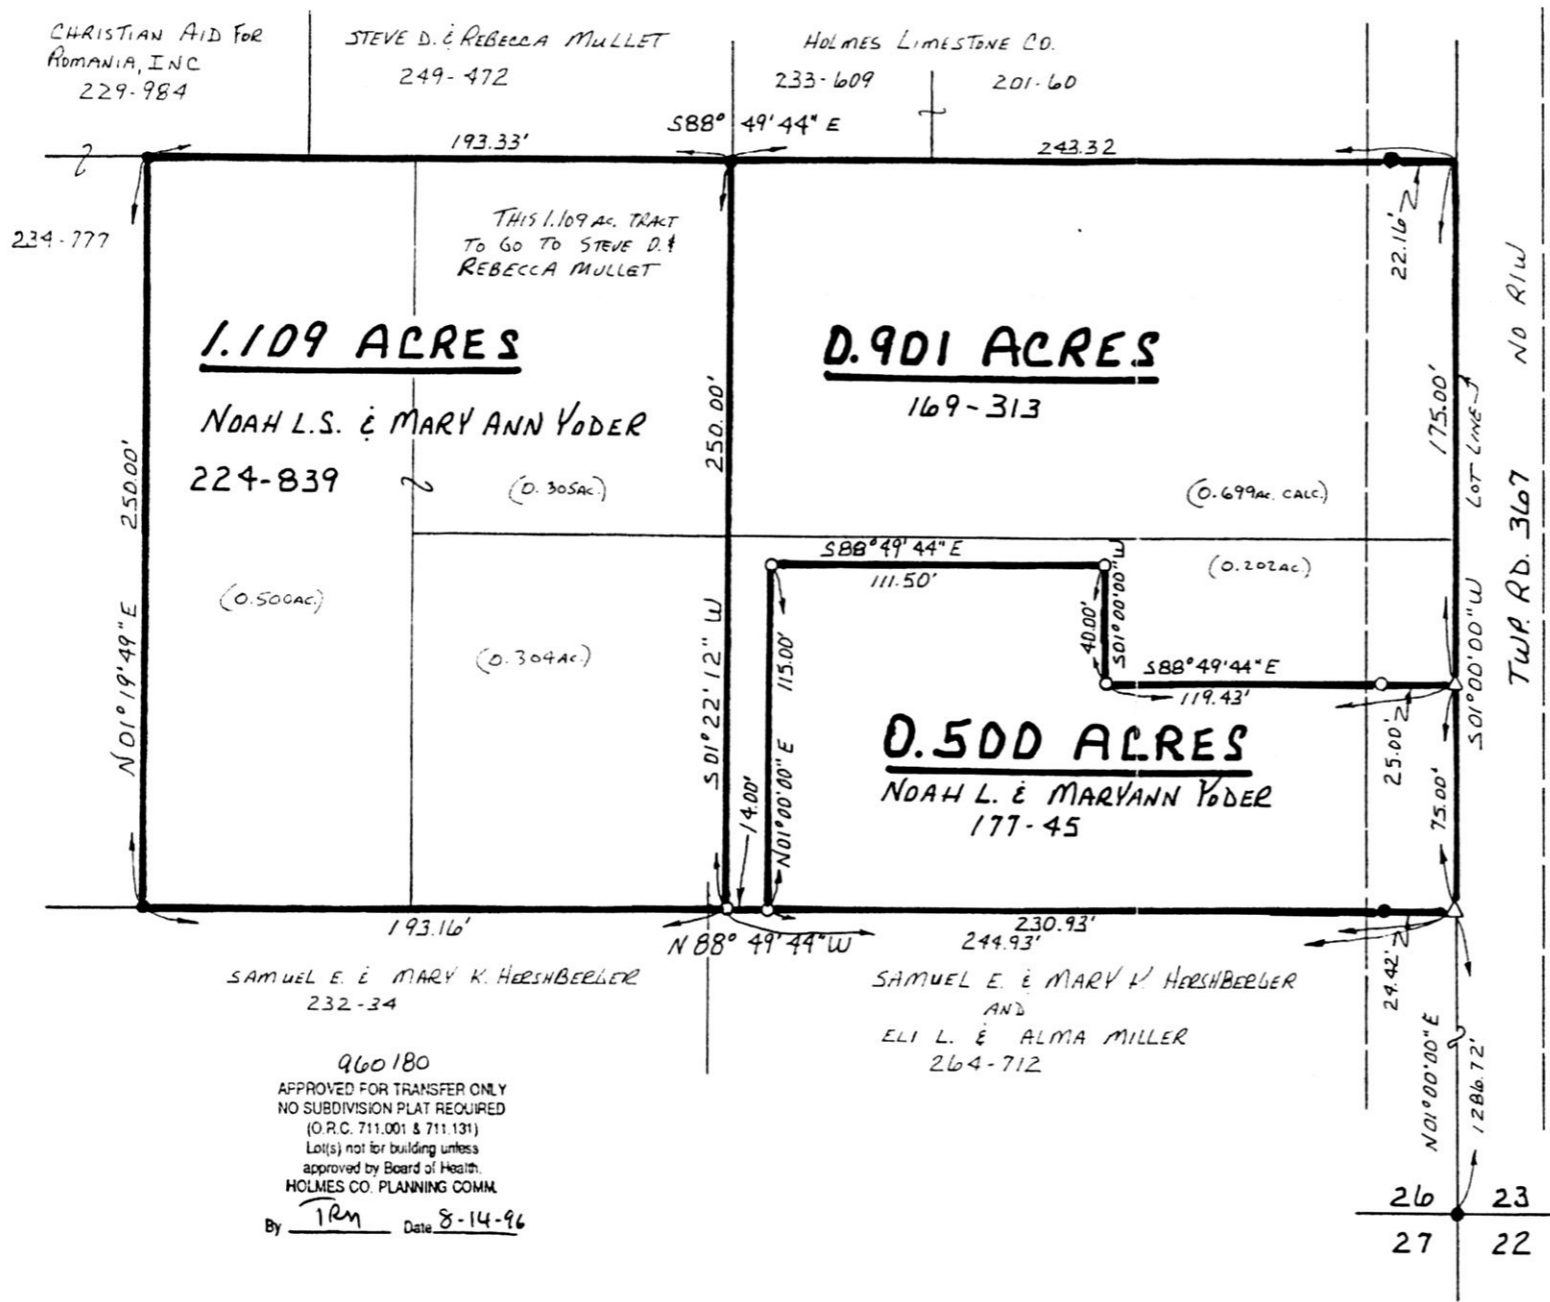 CHRISTIAN AID FOR
ROMANIA, INC
229-984
STEVE D. & REBECCA MULLET
249-472
HOLMES LIMESTONE CO.
233-609
201-60
S88° 49'44" E
193.33'
243.32
234-777
THIS 1.109 AC. TRACT
TO GO TO STEVE D. &
REBECCA MULLET
22.16'
NO R/W
1.109 ACRES
0.901 ACRES
169-313
NOAH L.S. & MARY ANN YODER
224-839
250.00'
250.00'
175.00'
LOT LINE
TWP. RD. 367
(0.305AC.)
(0.699AC. CALC.)
S88°49'44" E
111.50'
(0.202AC.)
(0.500AC.)
(0.304AC.)
N01°19'49" E
S01°22'12" W
115.00'
N01°00'00" E
40.00'
S01°00'00" W
S88°49'44" E
119.43'
S01°00'00" W
0.500 ACRES
NOAH L. & MARYANN YODER
177-45
14.00'
25.00'
75.00'
193.16'
N 88° 49'44" W
230.93'
244.93'
24.42'
SAMUEL E. & MARY K. HERSHBERGER
232-34
SAMUEL E. & MARY K. HERSHBERGER
AND
ELI L. & ALMA MILLER
264-712
N01°00'00" E
1286.72'
960180
APPROVED FOR TRANSFER ONLY
NO SUBDIVISION PLAT REQUIRED
(O.R.C. 711.001 & 711.131)
Lot(s) not for building unless
approved by Board of Health.
HOLMES CO. PLANNING COMM.
By TRM Date 8-14-96
26 23
27 22